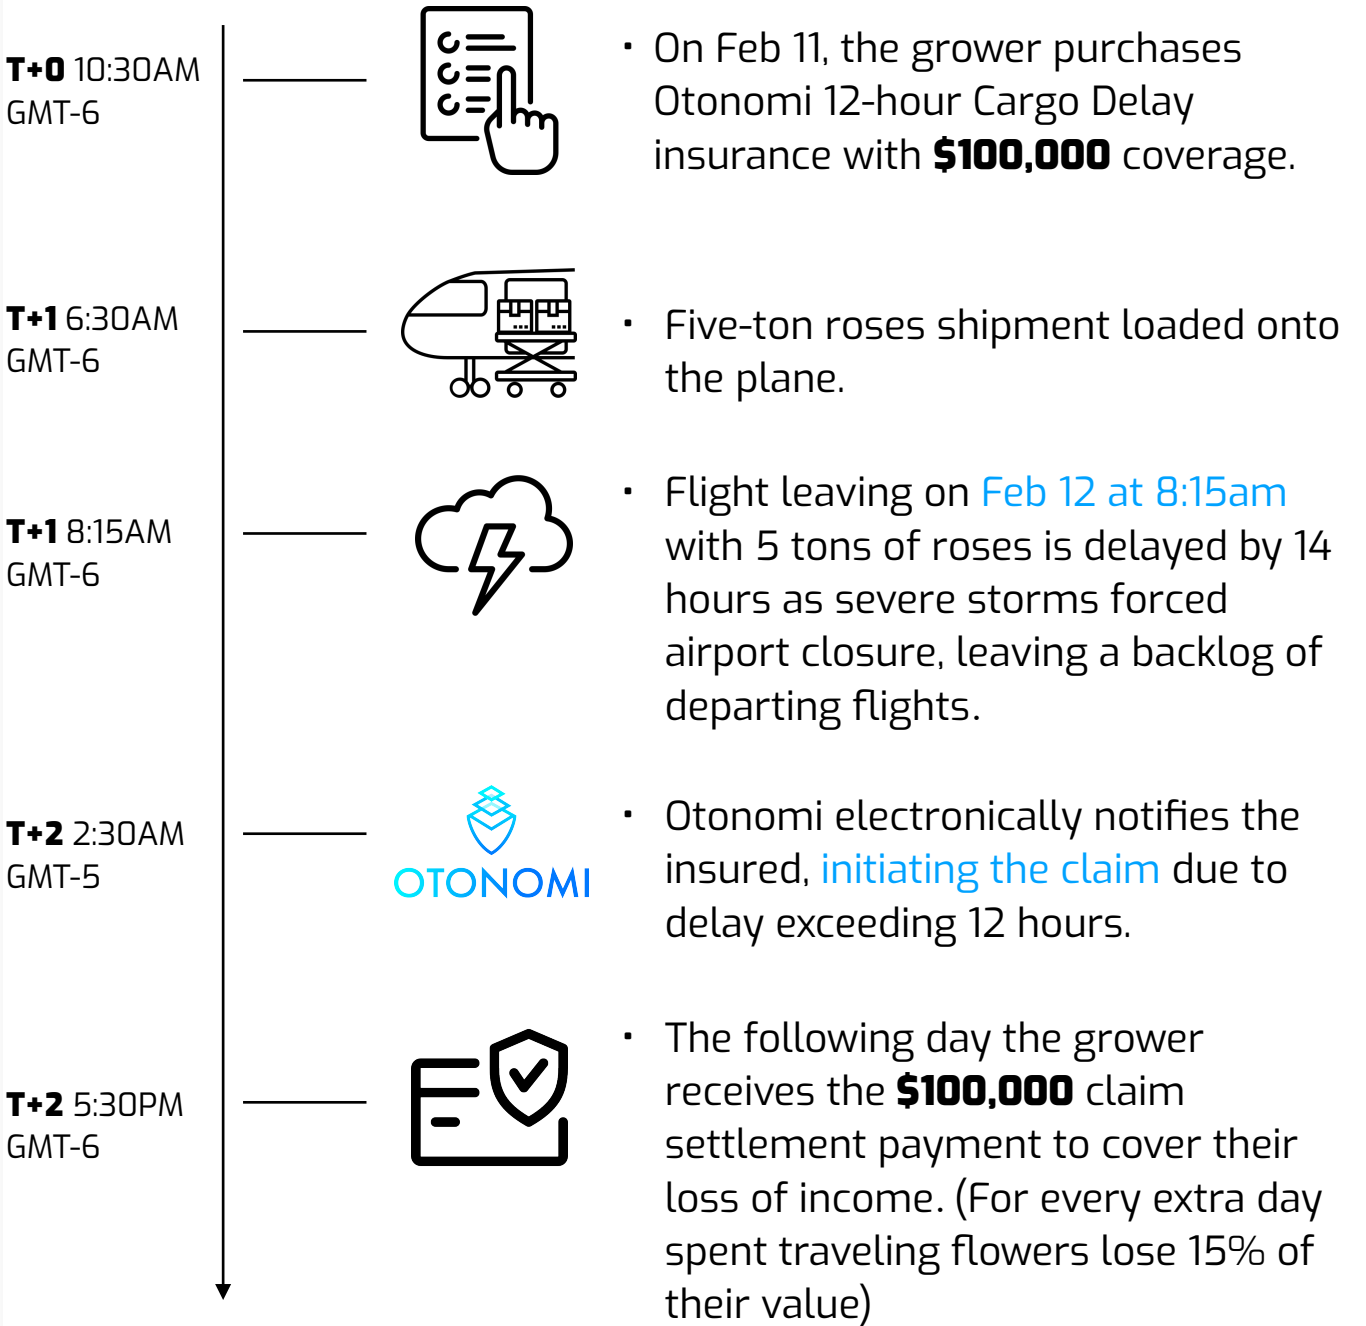 T+0 10:30AM
GMT-6
• On Feb 11, the grower purchases
Otonomi 12-hour Cargo Delay
insurance with $100,000 coverage.
T+1 6:30AM
GMT-6
• Five-ton roses shipment loaded onto
the plane.
T+1 8:15AM
GMT-6
• Flight leaving on Feb 12 at 8:15am
with 5 tons of roses is delayed by 14
hours as severe storms forced
airport closure, leaving a backlog of
departing flights.
T+2 2:30AM
GMT-5
OTONOMI
• Otonomi electronically notifies the
insured, initiating the claim due to
delay exceeding 12 hours.
T+2 5:30PM
GMT-6
• The following day the grower
receives the $100,000 claim
settlement payment to cover their
loss of income. (For every extra day
spent traveling flowers lose 15% of
their value)